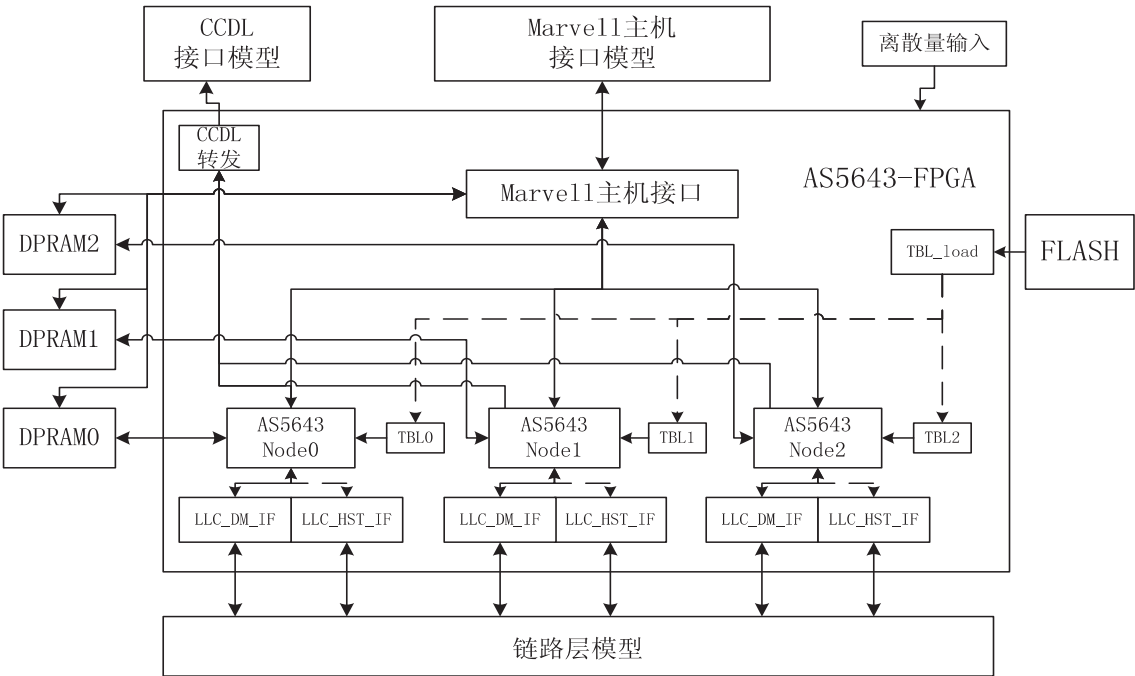 CCDL
接口模型
Marvell主机
接口模型
离散量输入
CCDL
转发
AS5643-FPGA
Marvell主机接口
DPRAM2
TBL_load
FLASH
DPRAM1
DPRAM0
AS5643
Node0
TBL0
AS5643
Node1
TBL1
AS5643
Node2
TBL2
LLC_DM_IF
LLC_HST_IF
LLC_DM_IF
LLC_HST_IF
LLC_DM_IF
LLC_HST_IF
链路层模型